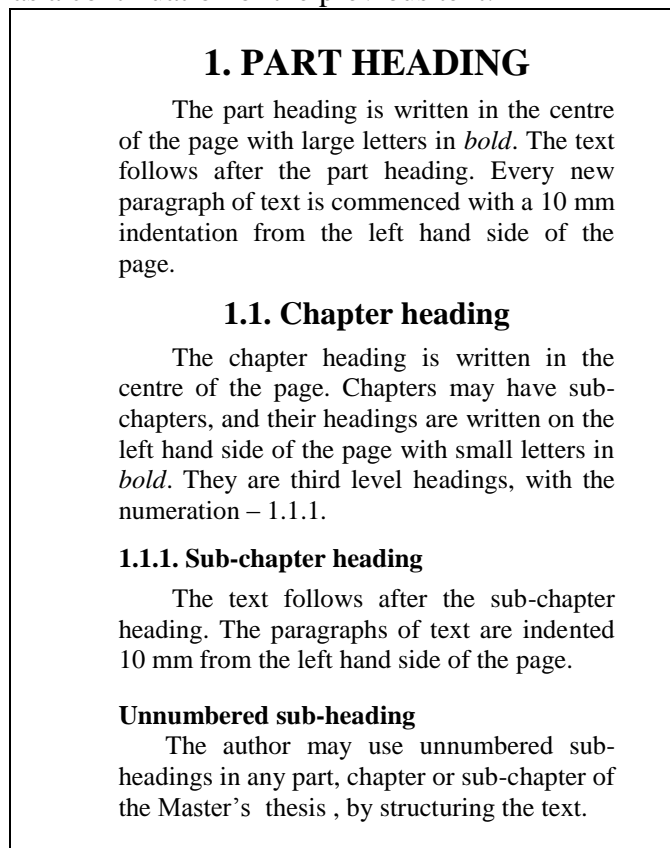 1. PART HEADING
The part heading is written in the centre
of the page with large letters in bold. The text
follows after the part heading. Every new
paragraph of text is commenced with a 10 mm
indentation from the left hand side of the
page.
1.1. Chapter heading
The chapter heading is written in the
centre of the page. Chapters may have sub-
chapters, and their headings are written on the
left hand side of the page with small letters in
bold. They are third level headings, with the
numeration – 1.1.1.
1.1.1. Sub-chapter heading
The text follows after the sub-chapter
heading. The paragraphs of text are indented
10 mm from the left hand side of the page.
Unnumbered sub-heading
The author may use unnumbered sub-
headings in any part, chapter or sub-chapter of
the Master's  thesis , by structuring the text.